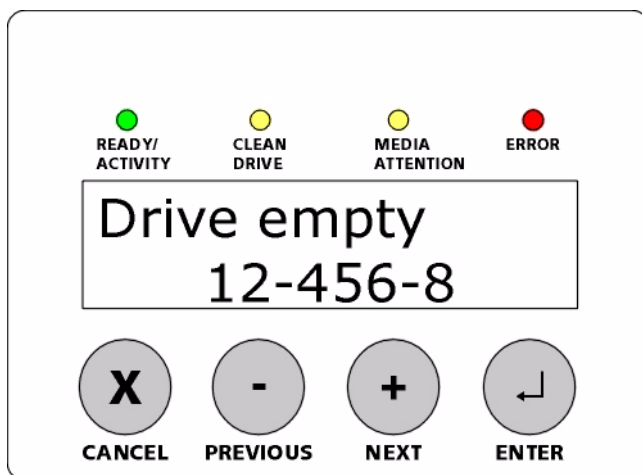 READY/ CLEAN MEDIA ERROR
ACTIVITY DRIVE ATTENTION
Drive empty
12-456-8
X - + ↵
CANCEL PREVIOUS NEXT ENTER